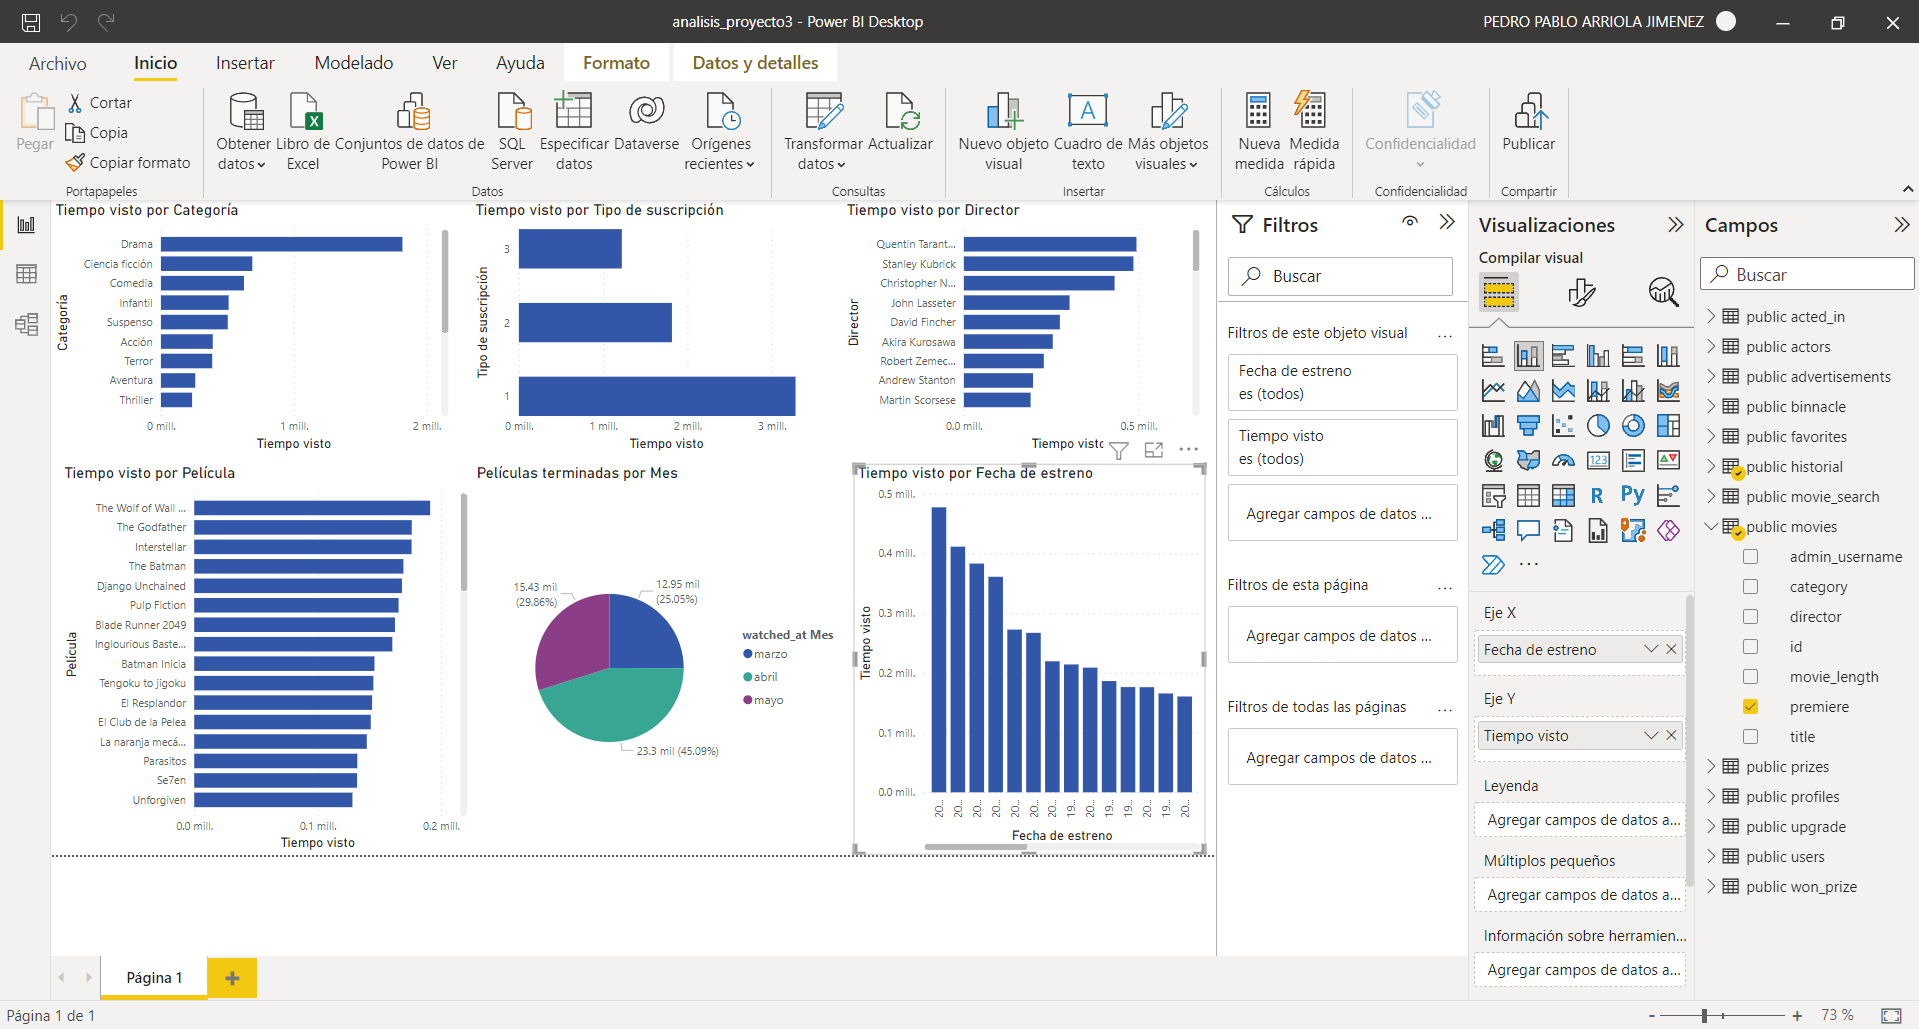 analisis_proyecto3 - Power BI Desktop
PEDRO PABLO ARRIOLA JIMENEZ
Archivo
Inicio
Insertar
Modelado
Ver
Ayuda
Formato
Datos y detalles
Pegar
Cortar
Copia
Copiar formato
Portapapeles
Obtener
datos
Libro de
Excel
Conjuntos de datos de
Power BI
SQL
Server
Especificar
datos
Dataverse
Orígenes
recientes
Datos
Transformar
datos
Actualizar
Consultas
Nuevo objeto
visual
Cuadro de
texto
Más objetos
visuales
Insertar
Nueva
medida
Medida
rápida
Cálculos
Confidencialidad
Confidencialidad
Publicar
Compartir
Tiempo visto por Categoría
Categoría
Drama
Ciencia ficción
Comedia
Infantil
Suspenso
Acción
Terror
Aventura
Thriller
0 mill.
1 mill.
2 mill.
Tiempo visto
Tiempo visto por Tipo de suscripción
Tipo de suscripción
3
2
1
0 mill.
1 mill.
2 mill.
3 mill.
Tiempo visto
Tiempo visto por Director
Director
Quentin Tarant...
Stanley Kubrick
Christopher N...
John Lasseter
David Fincher
Akira Kurosawa
Robert Zemec...
Andrew Stanton
Martin Scorsese
0.0 mill.
0.5 mill.
Tiempo visto
Tiempo visto por Película
Película
The Wolf of Wall ...
The Godfather
Interstellar
The Batman
Django Unchained
Pulp Fiction
Blade Runner 2049
Inglourious Baste...
Batman Inicia
Tengoku to jigoku
El Resplandor
El Club de la Pelea
La naranja mecá...
Parasitos
Se7en
Unforgiven
0.0 mill.
0.1 mill.
0.2 mill.
Tiempo visto
Películas terminadas por Mes
15.43 mil
(29.86%)
12.95 mil
(25.05%)
23.3 mil (45.09%)
watched_at Mes
marzo
abril
mayo
Tiempo visto por Fecha de estreno
Tiempo visto
0.5 mill.
0.4 mill.
0.3 mill.
0.2 mill.
0.1 mill.
0.0 mill.
20...
20...
20...
20...
20...
20...
20...
19...
20...
19...
19...
20...
19...
20...
Fecha de estreno
Filtros
Buscar
Filtros de este objeto visual
...
Fecha de estreno
es (todos)
Tiempo visto
es (todos)
Agregar campos de datos ...
Filtros de esta página
...
Agregar campos de datos ...
Filtros de todas las páginas
...
Agregar campos de datos ...
Visualizaciones
Compilar visual
123
R
Py
...
Eje X
Fecha de estreno
Eje Y
Tiempo visto
Leyenda
Agregar campos de datos a...
Múltiplos pequeños
Agregar campos de datos a...
Información sobre herramien...
Agregar campos de datos a...
Campos
Buscar
public acted_in
public actors
public advertisements
public binnacle
public favorites
public historial
public movie_search
public movies
admin_username
category
director
id
movie_length
premiere
title
public prizes
public profiles
public upgrade
public users
public won_prize
Página 1
Página 1 de 1
- + 73 %